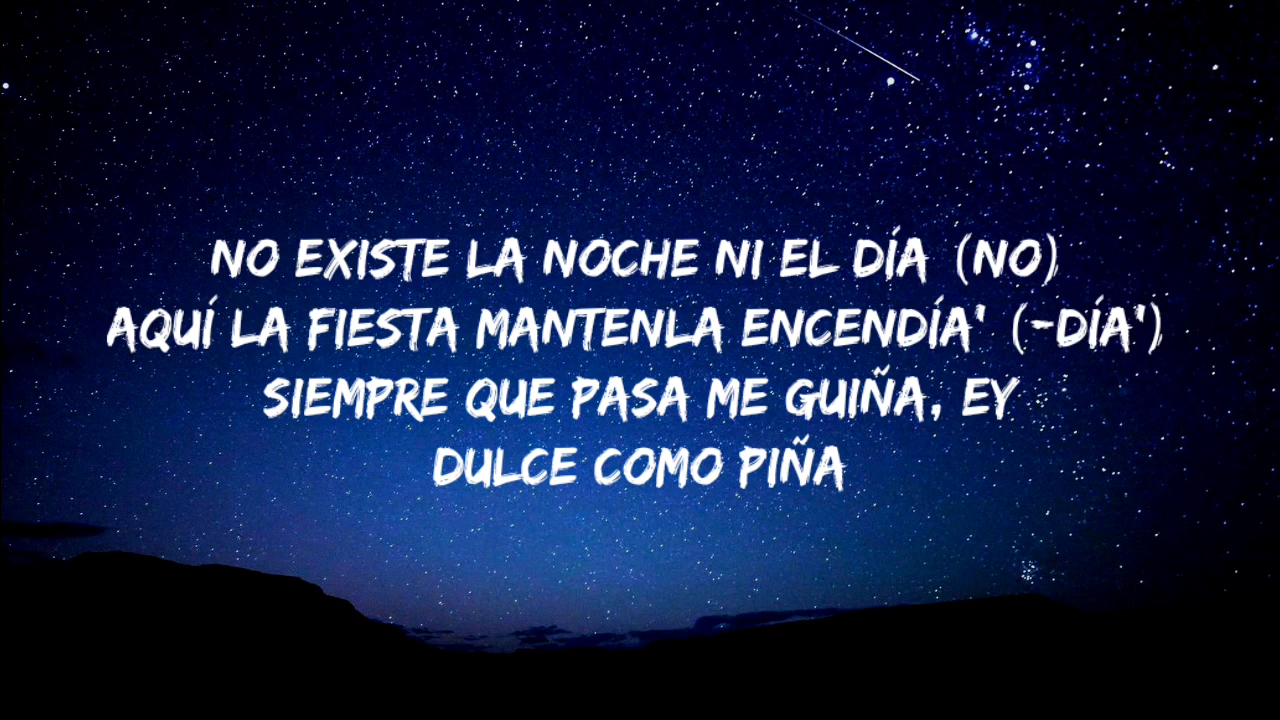 NO EXISTE LA NOCHE NI EL DÍA (NO)
AQUÍ LA FIESTA MANTENLA ENCENDÍA' (-DÍA')
SIEMPRE QUE PASA ME GUIÑA, EY
DULCE COMO PIÑA